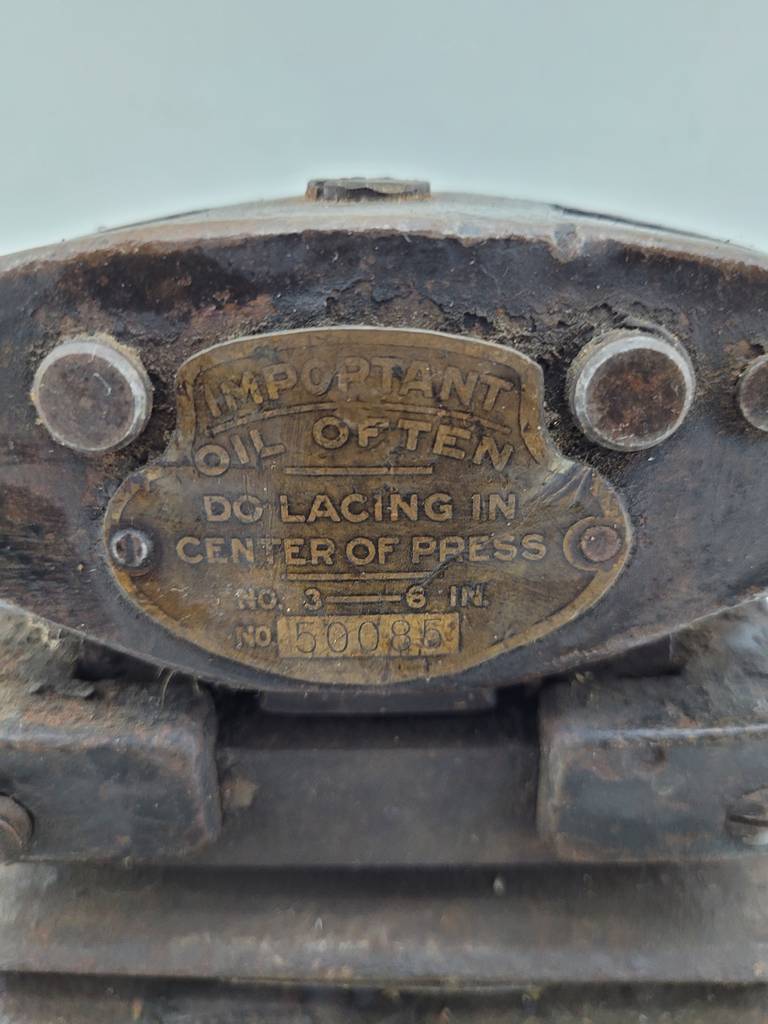 IMPORTANT
OIL OFTEN
DO LACING IN
CENTER OF PRESS
NO. 3 — 6 IN.
NO. 50085